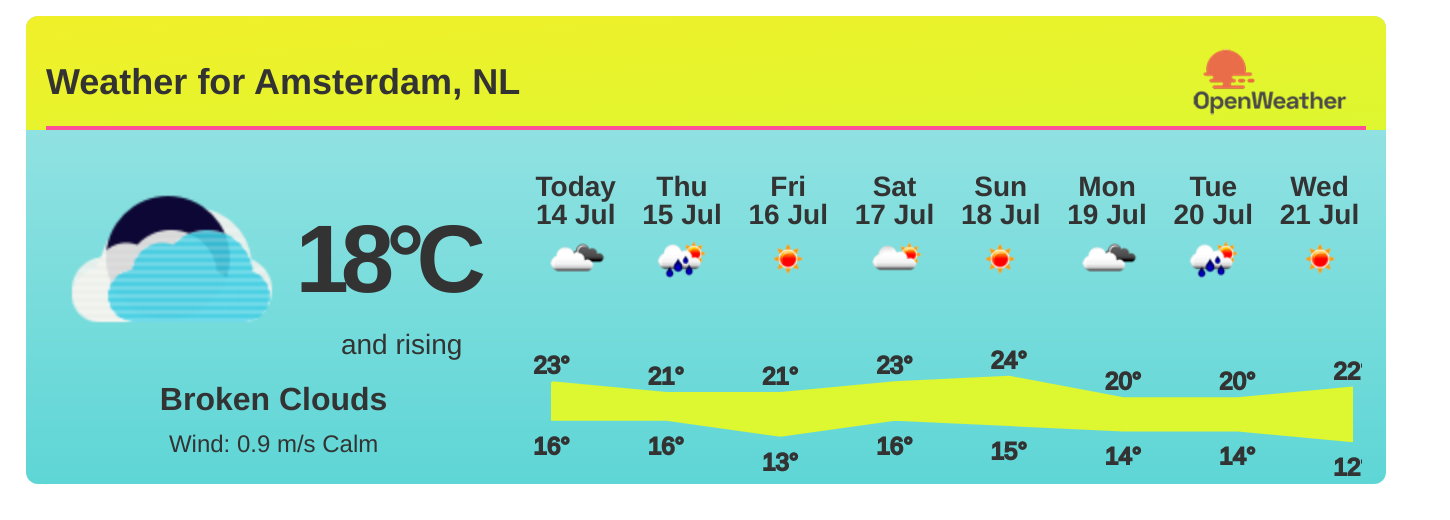 Weather for Amsterdam, NL
OpenWeather
18°C
and rising
Broken Clouds
Wind: 0.9 m/s Calm
Today Thu Fri Sat Sun Mon Tue Wed
14 Jul 15 Jul 16 Jul 17 Jul 18 Jul 19 Jul 20 Jul 21 Jul
23° 21° 21° 23° 24° 20° 20° 22°
16° 16° 13° 16° 15° 14° 14° 12°